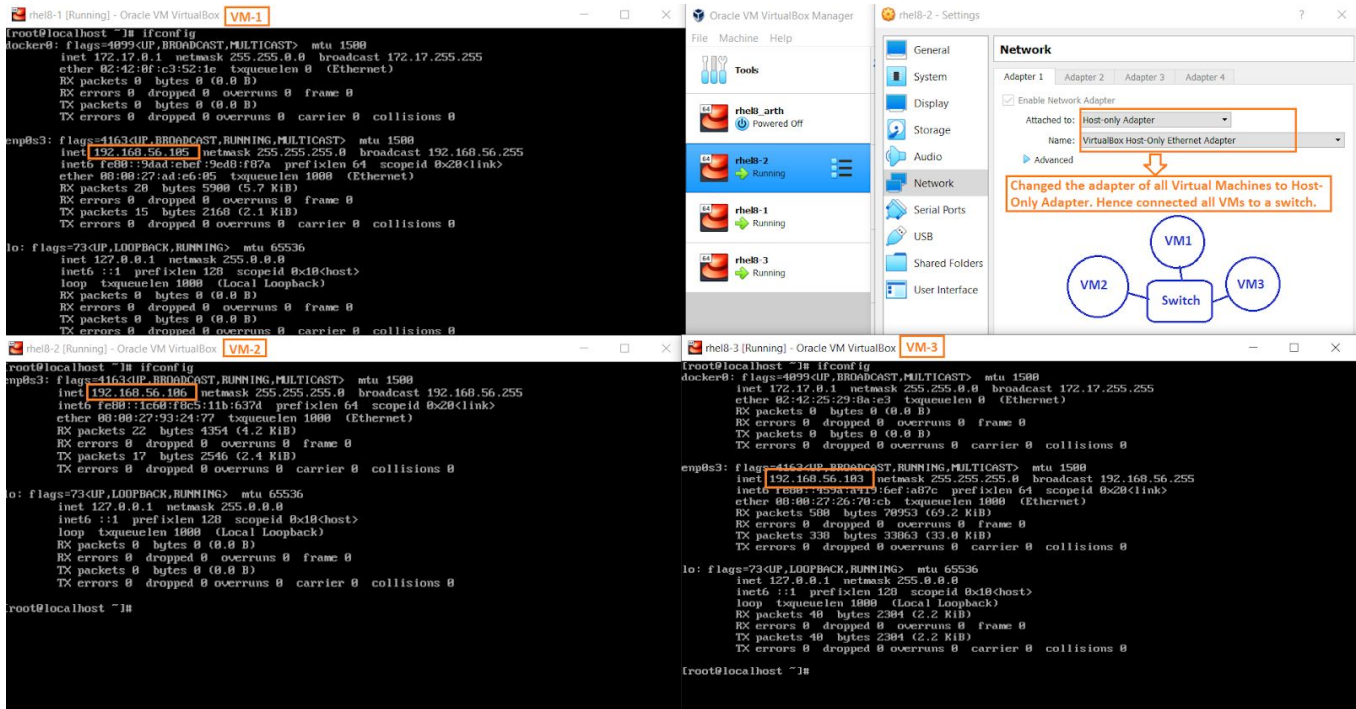 rhel8-1 [Running] - Oracle VM VirtualBox VM-1
[root@localhost ~]# ifconfig
docker0: flags=4099<UP,BROADCAST,MULTICAST> mtu 1500
inet 172.17.0.1 netmask 255.255.0.0 broadcast 172.17.255.255
ether 02:42:0f:c3:52:1e txqueuelen 0 (Ethernet)
RX packets 0 bytes 0 (0.0 B)
RX errors 0 dropped 0 overruns 0 frame 0
TX packets 0 bytes 0 (0.0 B)
TX errors 0 dropped 0 overruns 0 carrier 0 collisions 0
enp0s3: flags=4163<UP,BROADCAST,RUNNING,MULTICAST> mtu 1500
inet 192.168.56.105 netmask 255.255.255.0 broadcast 192.168.56.255
inet6 fe80::9dad:ebef:9ed8:f87a prefixlen 64 scopeid 0x20<link>
ether 08:00:27:ad:e6:05 txqueuelen 1000 (Ethernet)
RX packets 20 bytes 5900 (5.7 KiB)
RX errors 0 dropped 0 overruns 0 frame 0
TX packets 15 bytes 2168 (2.1 KiB)
TX errors 0 dropped 0 overruns 0 carrier 0 collisions 0
lo: flags=73<UP,LOOPBACK,RUNNING> mtu 65536
inet 127.0.0.1 netmask 255.0.0.0
inet6 ::1 prefixlen 128 scopeid 0x10<host>
loop txqueuelen 1000 (Local Loopback)
RX packets 0 bytes 0 (0.0 B)
RX errors 0 dropped 0 overruns 0 frame 0
TX packets 0 bytes 0 (0.0 B)
TX errors 0 dropped 0 overruns 0 carrier 0 collisions 0
Oracle VM VirtualBox Manager
File Machine Help
Tools
64 rhel8_arth
Powered Off
64 rhel8-2
Running
64 rhel8-1
Running
64 rhel8-3
Running
rhel8-2 - Settings
General
System
Display
Storage
Audio
Network
Serial Ports
USB
Shared Folders
User Interface
Network
Adapter 1 Adapter 2 Adapter 3 Adapter 4
Enable Network Adapter
Attached to: Host-only Adapter
Name: VirtualBox Host-Only Ethernet Adapter
Advanced
Changed the adapter of all Virtual Machines to Host-
Only Adapter. Hence connected all VMs to a switch.
VM1
VM2
Switch
VM3
rhel8-2 [Running] - Oracle VM VirtualBox VM-2
[root@localhost ~]# ifconfig
enp0s3: flags=4163<UP,BROADCAST,RUNNING,MULTICAST> mtu 1500
inet 192.168.56.106 netmask 255.255.255.0 broadcast 192.168.56.255
inet6 fe80::1c60:f8c5:11b:637d prefixlen 64 scopeid 0x20<link>
ether 08:00:27:93:24:77 txqueuelen 1000 (Ethernet)
RX packets 22 bytes 4354 (4.2 KiB)
RX errors 0 dropped 0 overruns 0 frame 0
TX packets 17 bytes 2546 (2.4 KiB)
TX errors 0 dropped 0 overruns 0 carrier 0 collisions 0
lo: flags=73<UP,LOOPBACK,RUNNING> mtu 65536
inet 127.0.0.1 netmask 255.0.0.0
inet6 ::1 prefixlen 128 scopeid 0x10<host>
loop txqueuelen 1000 (Local Loopback)
RX packets 0 bytes 0 (0.0 B)
RX errors 0 dropped 0 overruns 0 frame 0
TX packets 0 bytes 0 (0.0 B)
TX errors 0 dropped 0 overruns 0 carrier 0 collisions 0
[root@localhost ~]#
rhel8-3 [Running] - Oracle VM VirtualBox VM-3
[root@localhost ~]# ifconfig
docker0: flags=4099<UP,BROADCAST,MULTICAST> mtu 1500
inet 172.17.0.1 netmask 255.255.0.0 broadcast 172.17.255.255
ether 02:42:25:29:8a:e3 txqueuelen 0 (Ethernet)
RX packets 0 bytes 0 (0.0 B)
RX errors 0 dropped 0 overruns 0 frame 0
TX packets 0 bytes 0 (0.0 B)
TX errors 0 dropped 0 overruns 0 carrier 0 collisions 0
enp0s3: flags=4163<UP,BROADCAST,RUNNING,MULTICAST> mtu 1500
inet 192.168.56.103 netmask 255.255.255.0 broadcast 192.168.56.255
inet6 fe80::459a:a419:6ef:a87c prefixlen 64 scopeid 0x20<link>
ether 08:00:27:26:70:cb txqueuelen 1000 (Ethernet)
RX packets 580 bytes 70953 (69.2 KiB)
RX errors 0 dropped 0 overruns 0 frame 0
TX packets 338 bytes 33863 (33.0 KiB)
TX errors 0 dropped 0 overruns 0 carrier 0 collisions 0
lo: flags=73<UP,LOOPBACK,RUNNING> mtu 65536
inet 127.0.0.1 netmask 255.0.0.0
inet6 ::1 prefixlen 128 scopeid 0x10<host>
loop txqueuelen 1000 (Local Loopback)
RX packets 40 bytes 2304 (2.2 KiB)
RX errors 0 dropped 0 overruns 0 frame 0
TX packets 40 bytes 2304 (2.2 KiB)
TX errors 0 dropped 0 overruns 0 carrier 0 collisions 0
[root@localhost ~]#